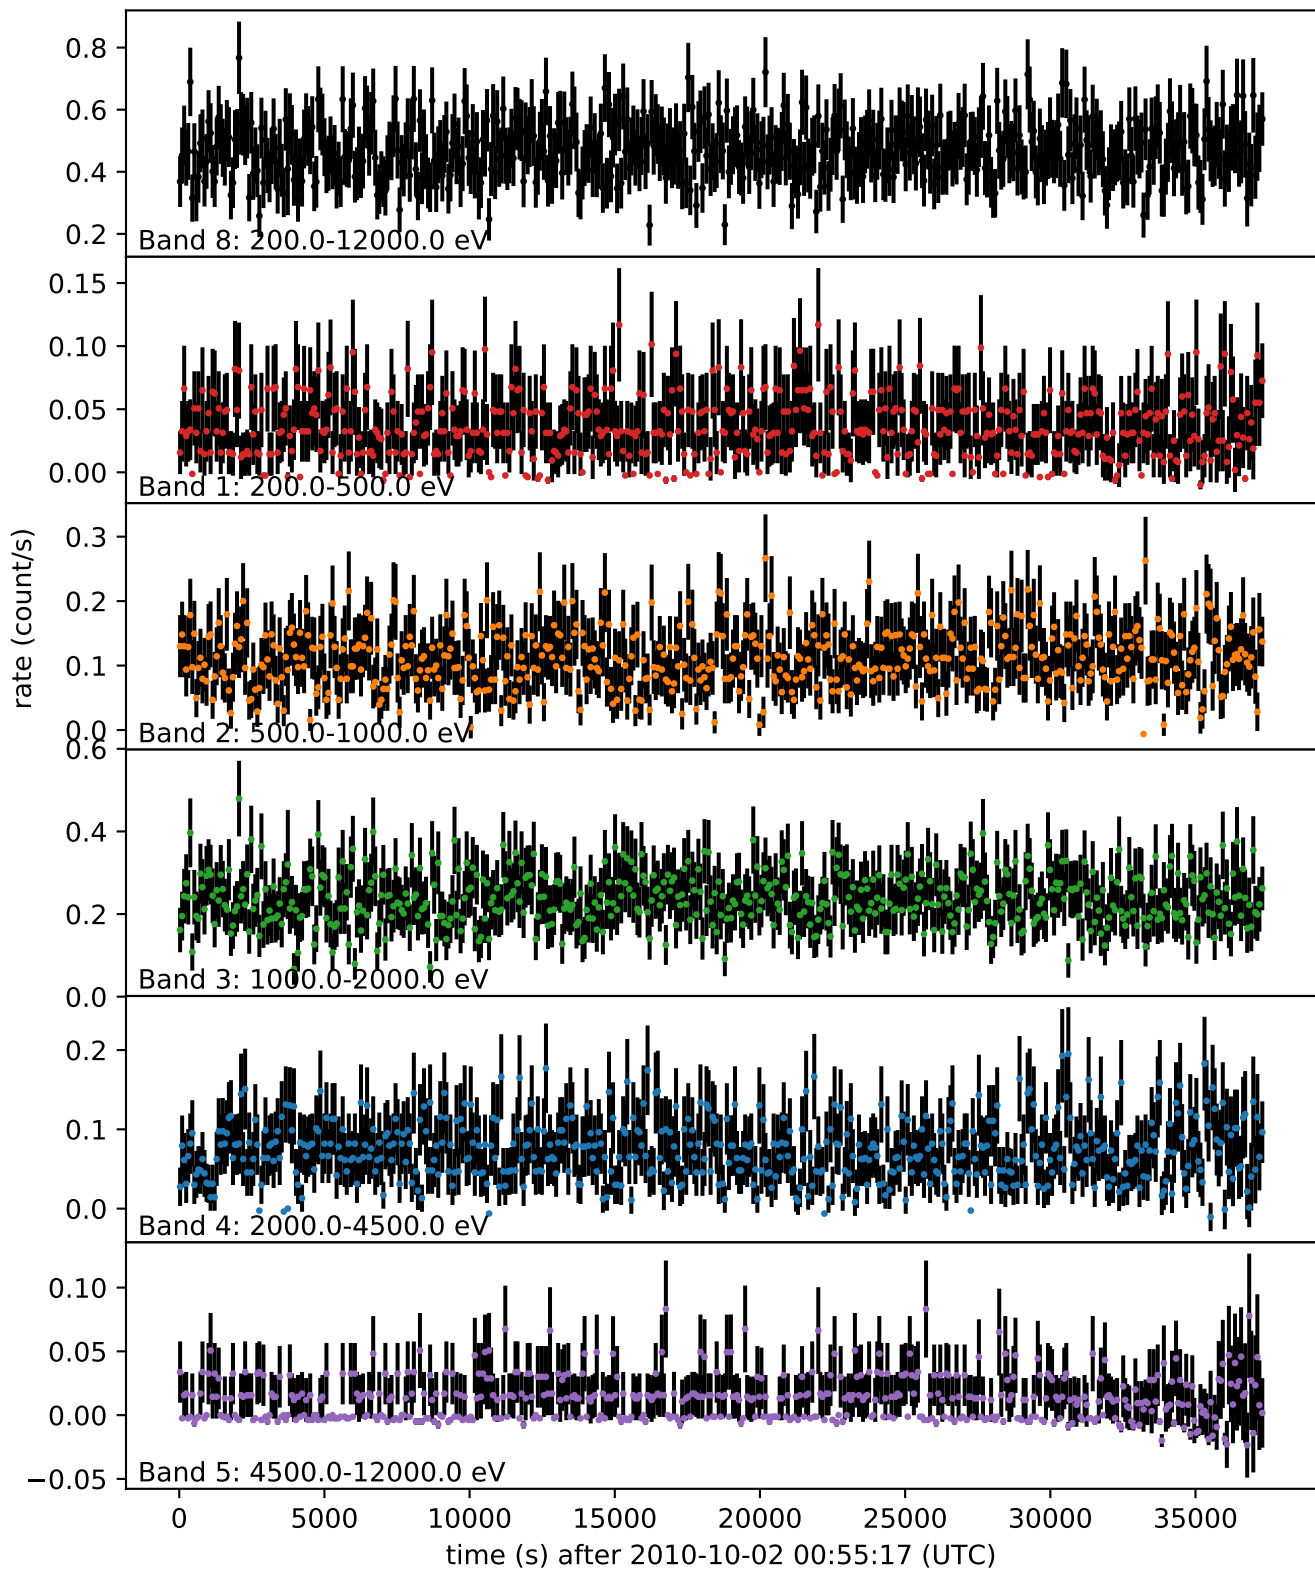 0.8
0.6
0.4
0.2
Band 8: 200.0-12000.0 eV
0.15
0.10
0.05
0.00
Band 1: 200.0-500.0 eV
rate (count/s)
0.3
0.2
0.1
0.0
Band 2: 500.0-1000.0 eV
0.6
0.4
0.2
0.0
Band 3: 1000.0-2000.0 eV
0.2
0.1
0.0
Band 4: 2000.0-4500.0 eV
0.10
0.05
0.00
−0.05
Band 5: 4500.0-12000.0 eV
0 5000 10000 15000 20000 25000 30000 35000
time (s) after 2010-10-02 00:55:17 (UTC)